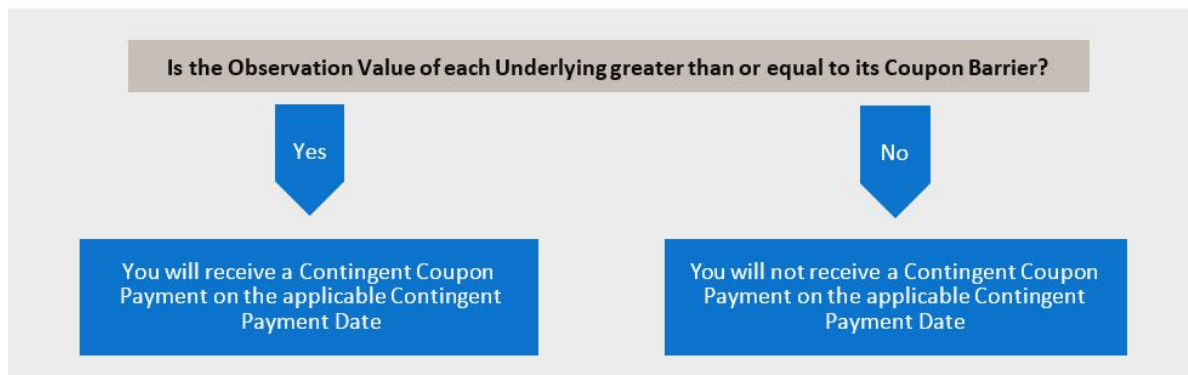 Is the Observation Value of each Underlying greater than or equal to its Coupon Barrier?
Yes
No
You will receive a Contingent Coupon
Payment on the applicable Contingent
Payment Date
You will not receive a Contingent Coupon
Payment on the applicable Contingent
Payment Date